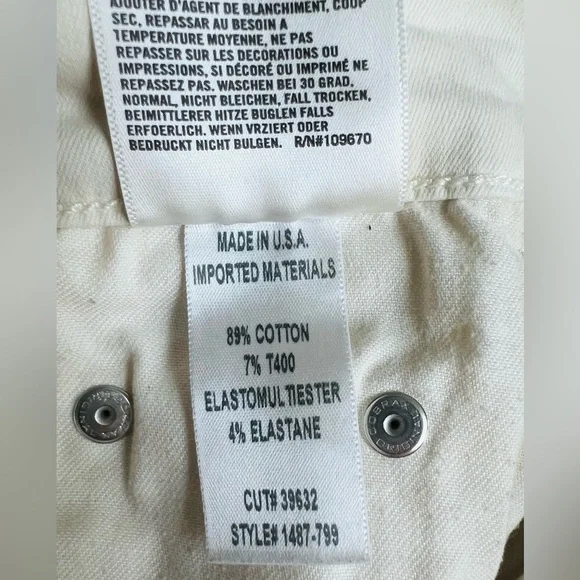 AJOUTER D'AGENT DE BLANCHIMENT, COUP
SEC, REPASSAR AU BESOIN A
TEMPERATURE MOYENNE, NE PAS
REPASSER SUR LES DECORATIONS OU
IMPRESSIONS, SI DÉCORÉ OU IMPRIMÉ NE
REPASSEZ PAS. WASCHEN BEI 30 GRAD.
NORMAL, NICHT BLEICHEN, FALL TROCKEN,
BEIMITTLERER HITZE BUGLEN FALLS
ERFOERLICH. WENN VRZIERT ODER
BEDRUCKT NICHT BULGEN. R/N#109670
MADE IN U.S.A.
IMPORTED MATERIALS
89% COTTON
7% T400
ELASTOMULTIESTER
4% ELASTANE
CUT# 39632
STYLE# 1487-799
COBRAX